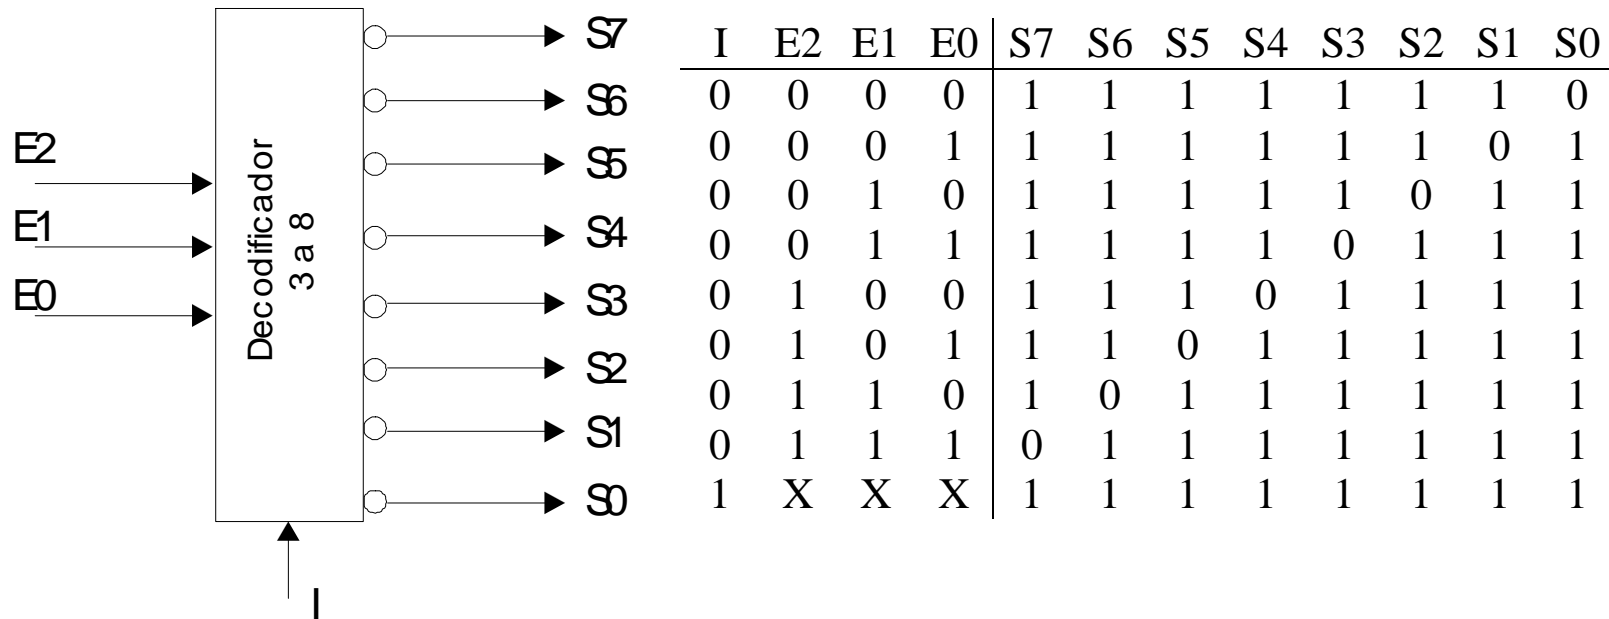 S7
S6
E2
S5
E1
S4
Decodificador
3 a 8
E0
S3
S2
S1
S0
I
I E2 E1 E0 S7 S6 S5 S4 S3 S2 S1 S0
0 0 0 0 1 1 1 1 1 1 1 0
0 0 0 1 1 1 1 1 1 1 0 1
0 0 1 0 1 1 1 1 1 0 1 1
0 0 1 1 1 1 1 1 0 1 1 1
0 1 0 0 1 1 1 0 1 1 1 1
0 1 0 1 1 1 0 1 1 1 1 1
0 1 1 0 1 0 1 1 1 1 1 1
0 1 1 1 0 1 1 1 1 1 1 1
1 X X X 1 1 1 1 1 1 1 1